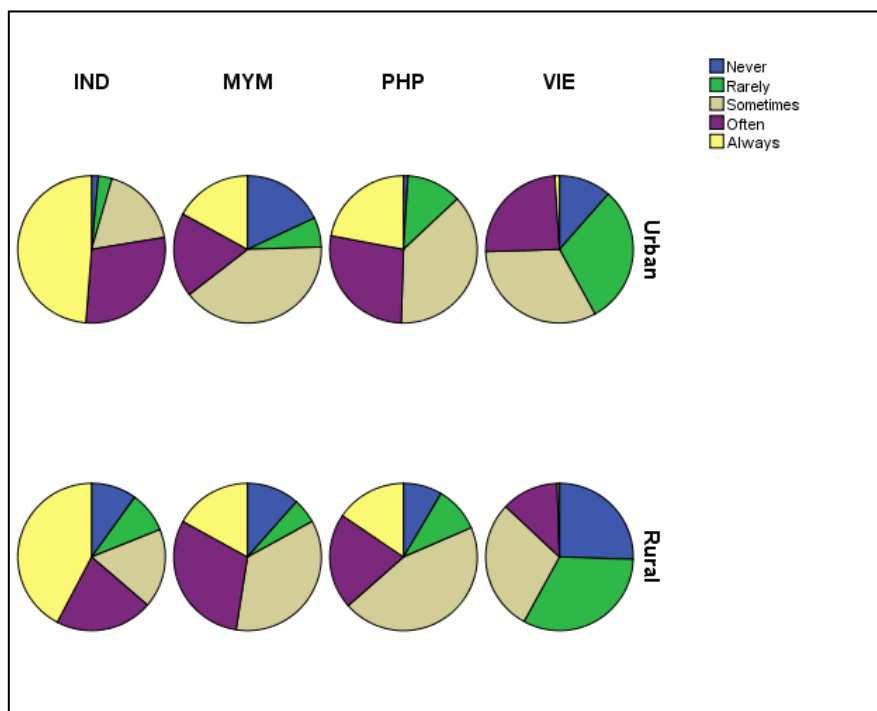 IND MYM PHP VIE
Never
Rarely
Sometimes
Often
Always
Urban
Rural